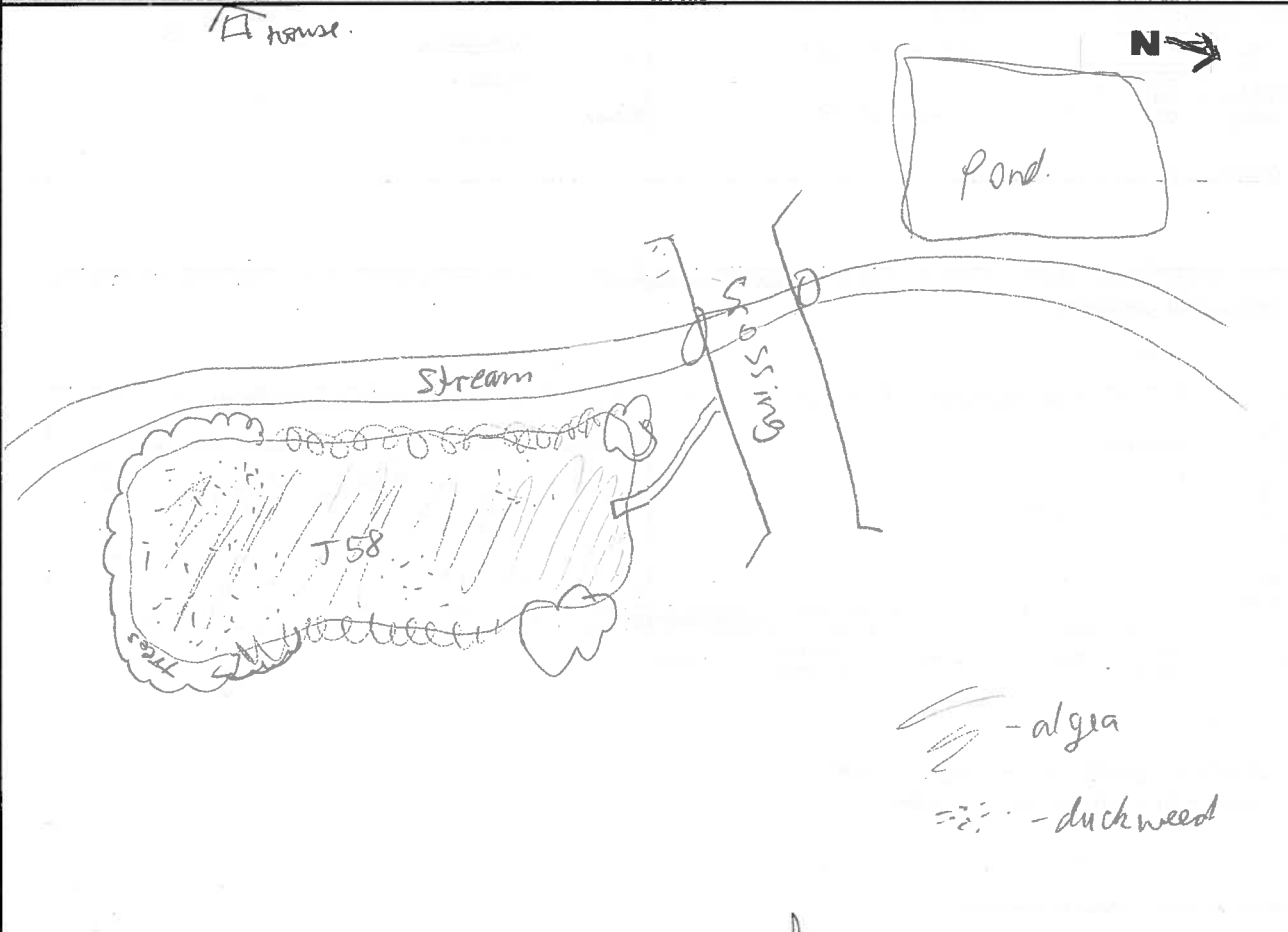 house.
N
Pond.
Crossing
Stream
J58
trees
- algea
- duckweed